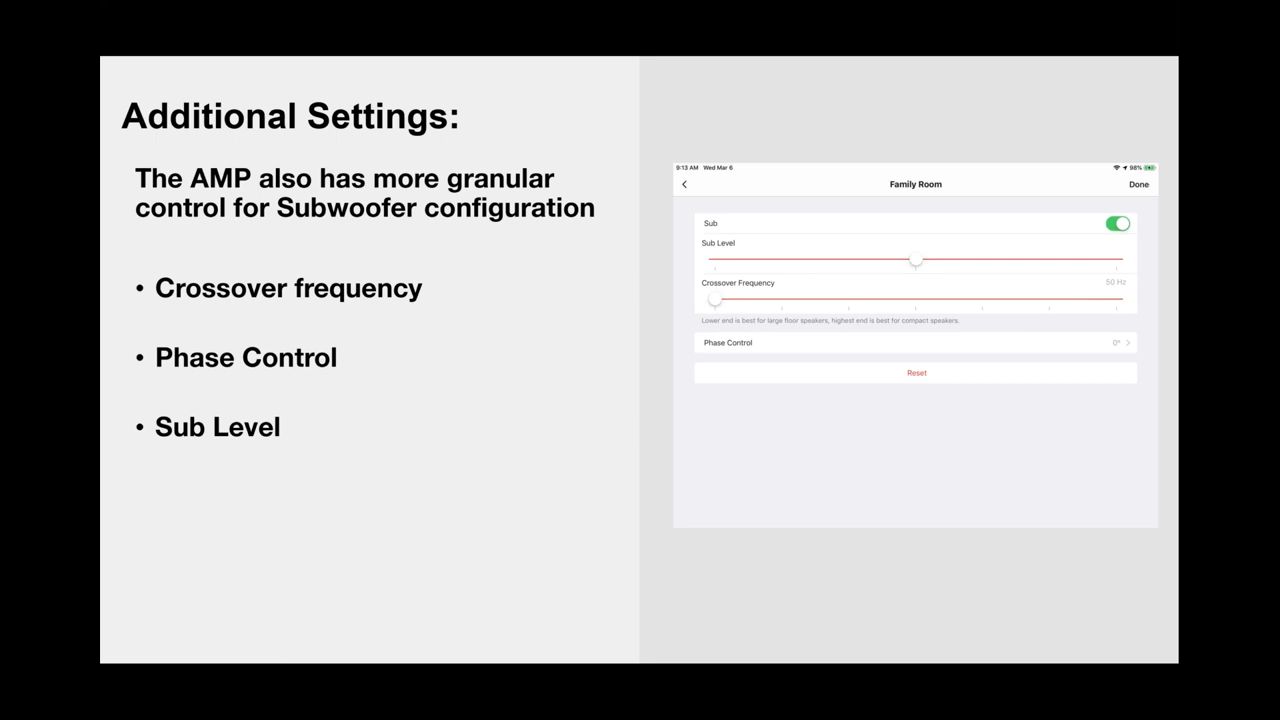 Additional Settings:
The AMP also has more granular
control for Subwoofer configuration
• Crossover frequency
• Phase Control
• Sub Level
9:13 AM Wed Mar 6
98%
Family Room
Done
Sub
Sub Level
Crossover Frequency
50 Hz
Lower end is best for large floor speakers, highest end is best for compact speakers.
Phase Control
0°
Reset